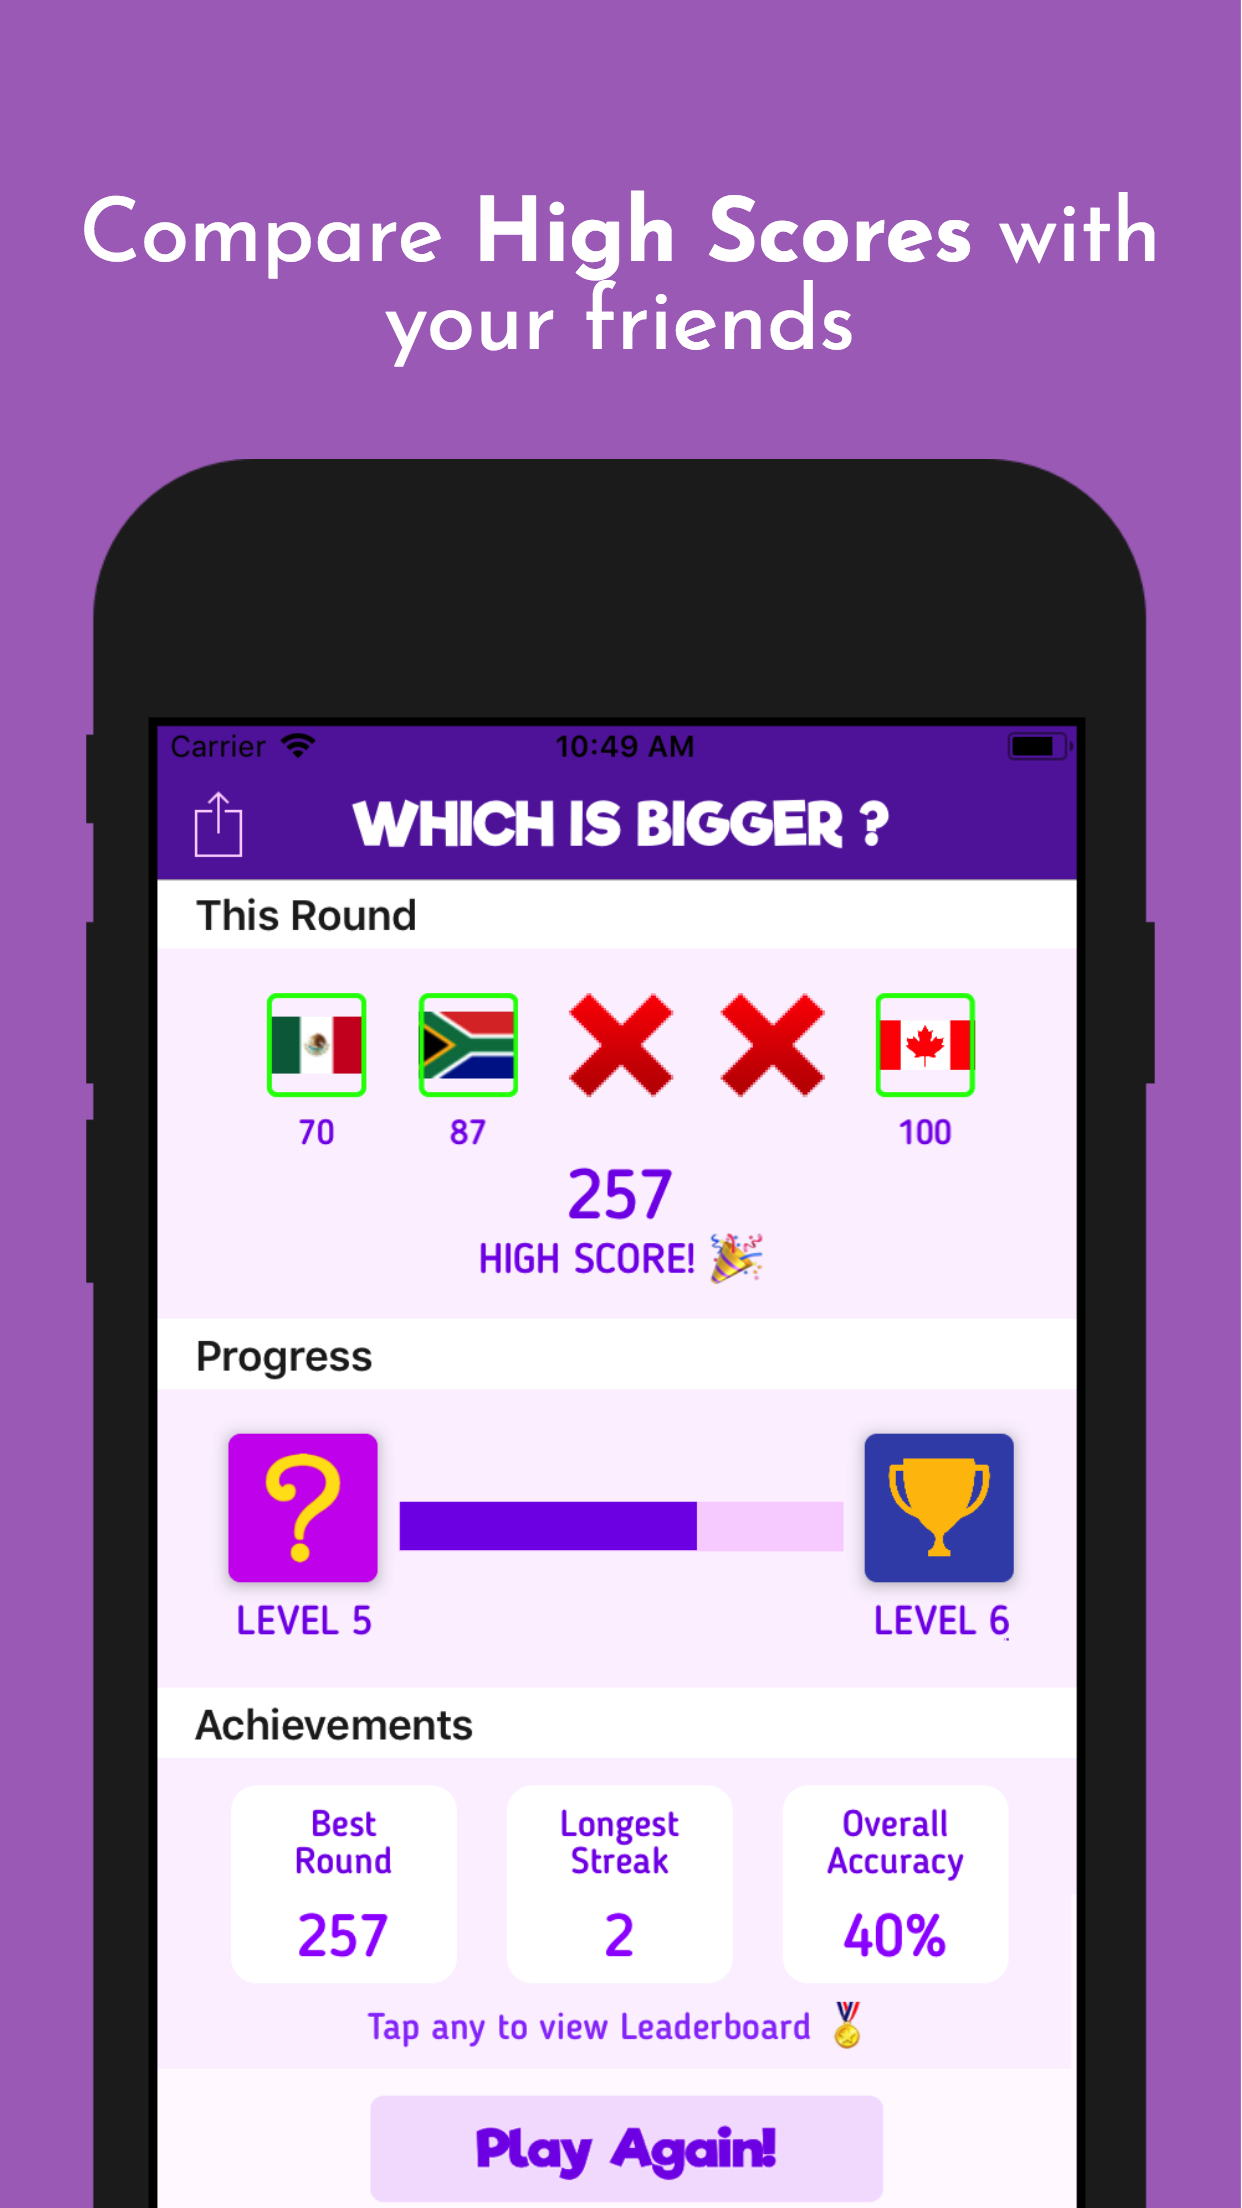 Compare High Scores with
your friends
Carrier 10:49 AM
WHICH IS BIGGER ?
This Round
70 87 100
257
HIGH SCORE!
Progress
LEVEL 5 LEVEL 6
Achievements
Best Round
257
Longest Streak
2
Overall Accuracy
40%
Tap any to view Leaderboard
Play Again!